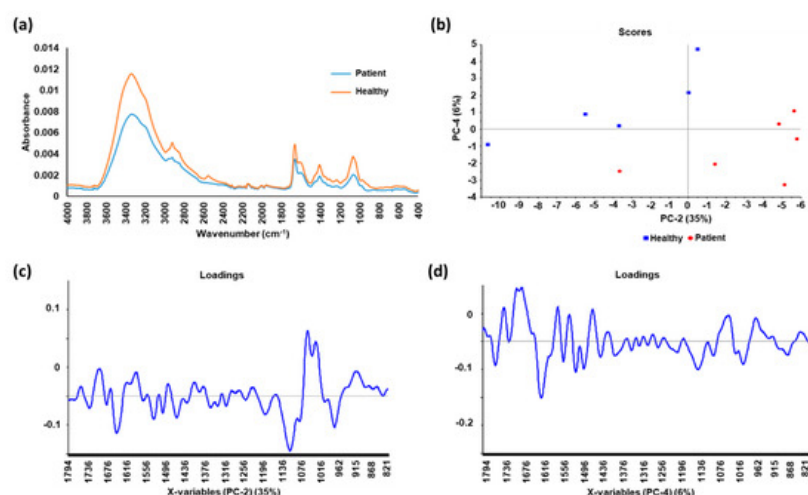 (a)
0.014
0.012
0.01
0.008
0.006
0.004
0.002
0
Absorbance
Patient
Healthy
4000 3800 3600 3400 3200 3000 2800 2600 2400 2200 2000 1800 1600 1400 1200 1000 800 600 400
Wavenumber (cm⁻¹)
(b)
Scores
5
4
3
2
1
0
-1
-2
-3
-4
PC-4 (6%)
-10 -9 -8 -7 -6 -5 -4 -3 -2 -1 0 -1 -2 -3 -4 -5 -6
PC-2 (35%)
Healthy Patient
(c)
Loadings
0.1
0
-0.1
1794 1736 1676 1616 1556 1496 1436 1376 1316 1256 1196 1136 1076 1016 962 915 868 821
X-variables (PC-2) (35%)
(d)
Loadings
0
-0.1
-0.2
1794 1736 1676 1616 1556 1496 1436 1376 1316 1256 1196 1136 1076 1016 962 915 868 821
X-variables (PC-4) (6%)